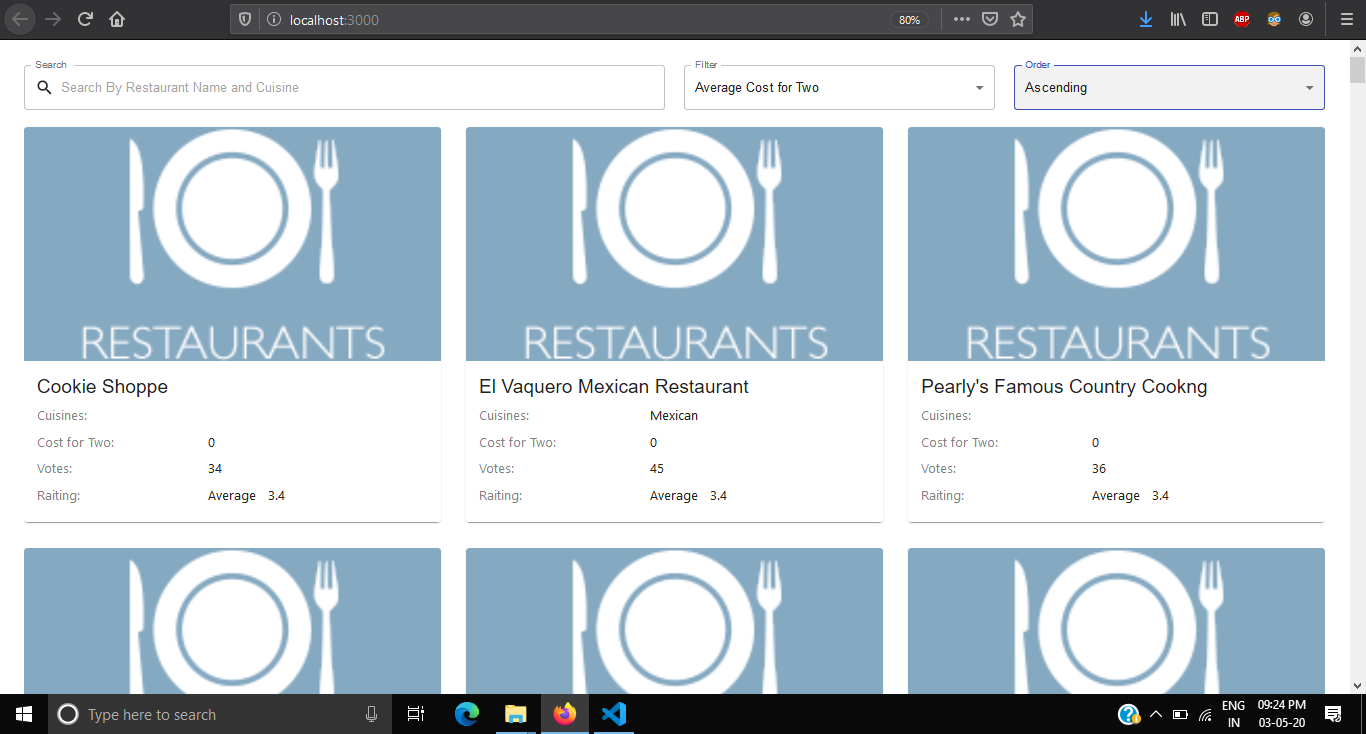 localhost:3000
80%
ABP
Search
Search By Restaurant Name and Cuisine
Filter
Average Cost for Two
Order
Ascending
RESTAURANTS
RESTAURANTS
RESTAURANTS
Cookie Shoppe
Cuisines:
Cost for Two: 0
Votes: 34
Raiting: Average 3.4
El Vaquero Mexican Restaurant
Cuisines: Mexican
Cost for Two: 0
Votes: 45
Raiting: Average 3.4
Pearly's Famous Country Cookng
Cuisines:
Cost for Two: 0
Votes: 36
Raiting: Average 3.4
Type here to search
ENG
IN
09:24 PM
03-05-20